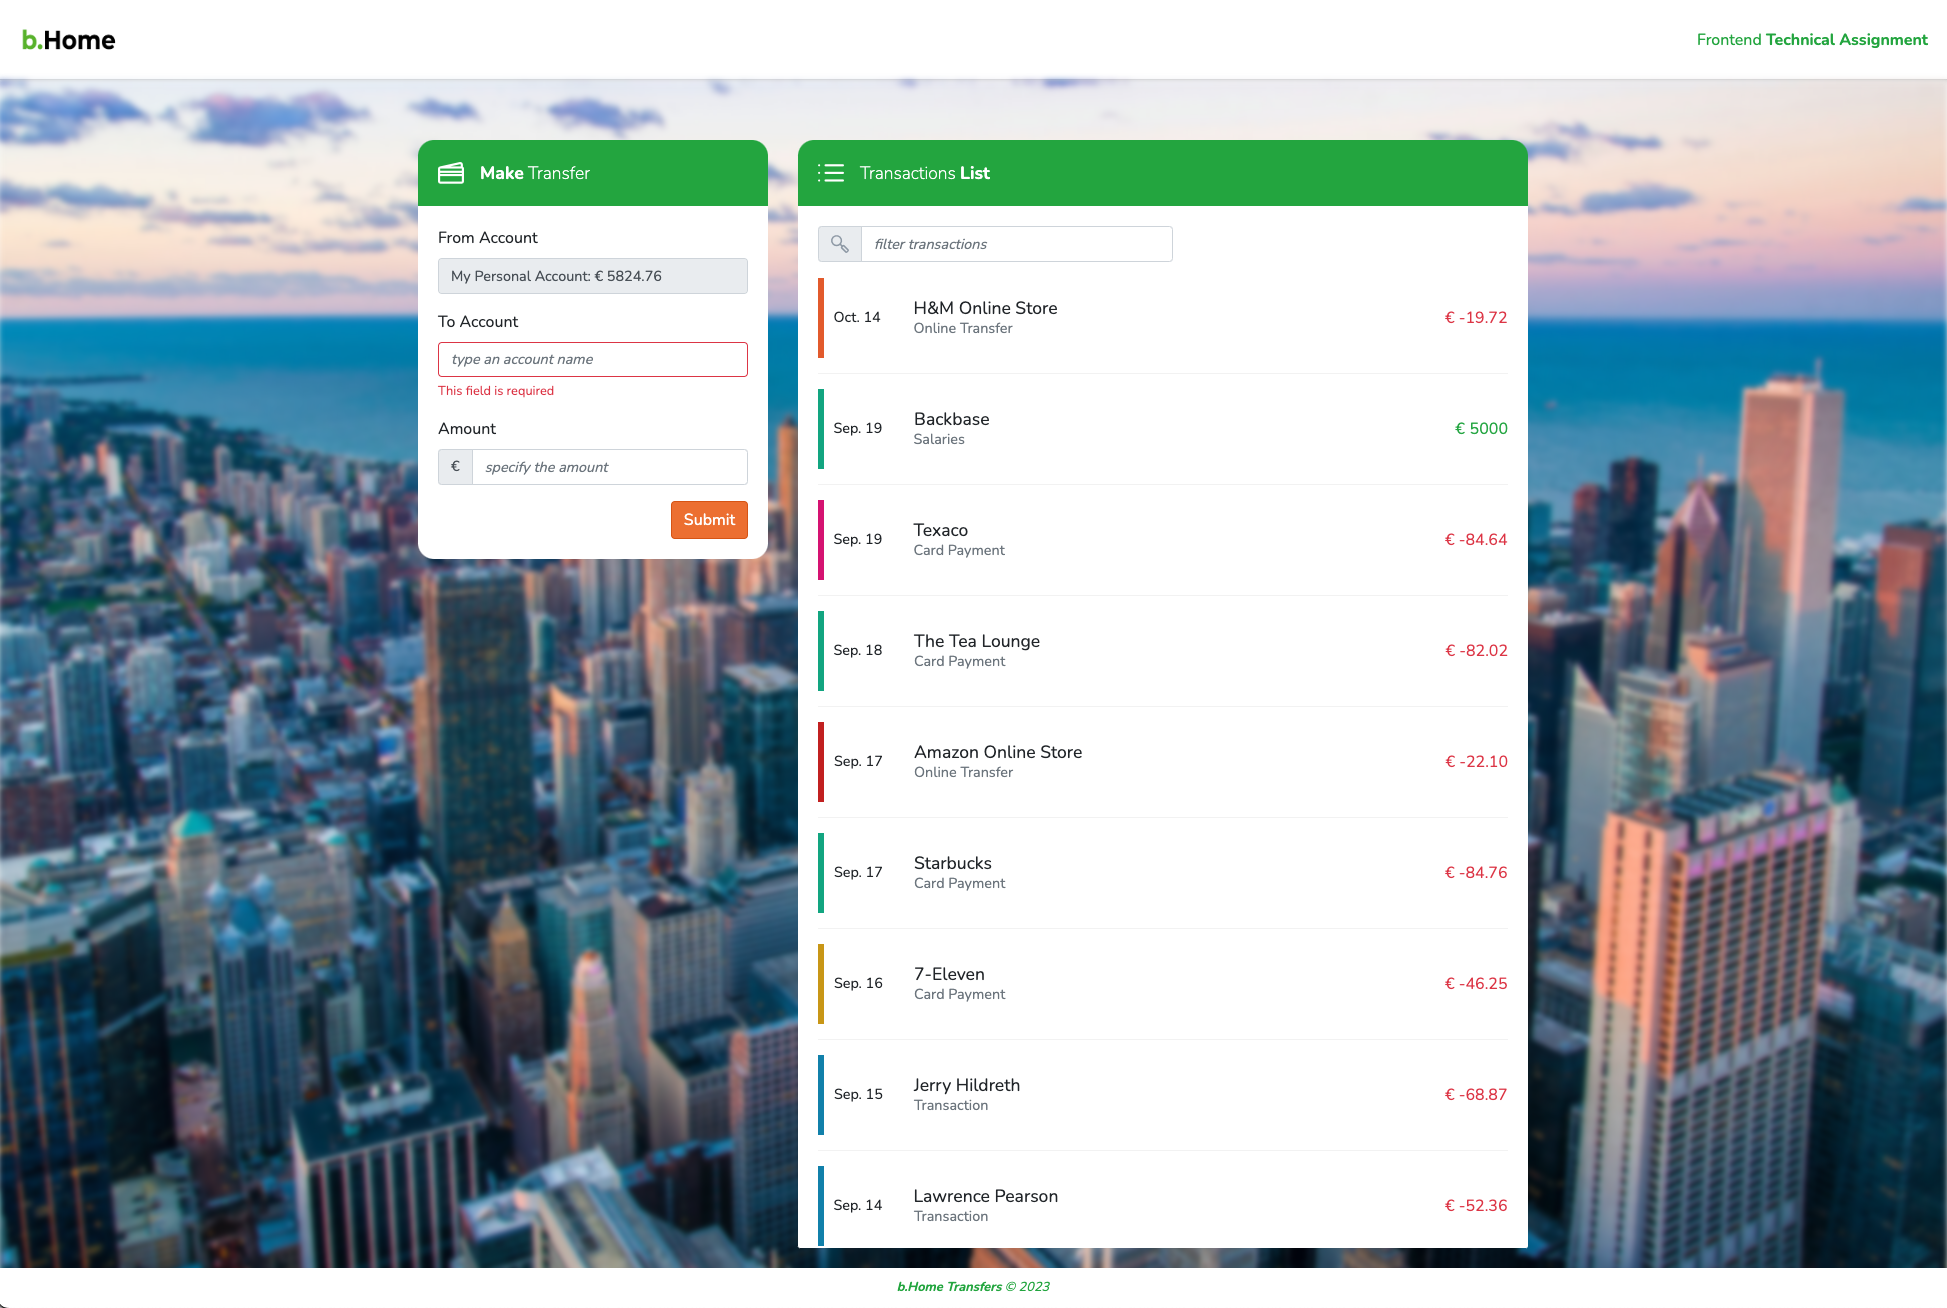 b.Home
Frontend Technical Assignment
Make Transfer
From Account
My Personal Account: € 5824.76
To Account
type an account name
This field is required
Amount
€ specify the amount
Submit
Transactions List
filter transactions
Oct. 14
H&M Online Store
Online Transfer
€ -19.72
Sep. 19
Backbase
Salaries
€ 5000
Sep. 19
Texaco
Card Payment
€ -84.64
Sep. 18
The Tea Lounge
Card Payment
€ -82.02
Sep. 17
Amazon Online Store
Online Transfer
€ -22.10
Sep. 17
Starbucks
Card Payment
€ -84.76
Sep. 16
7-Eleven
Card Payment
€ -46.25
Sep. 15
Jerry Hildreth
Transaction
€ -68.87
Sep. 14
Lawrence Pearson
Transaction
€ -52.36
b.Home Transfers © 2023